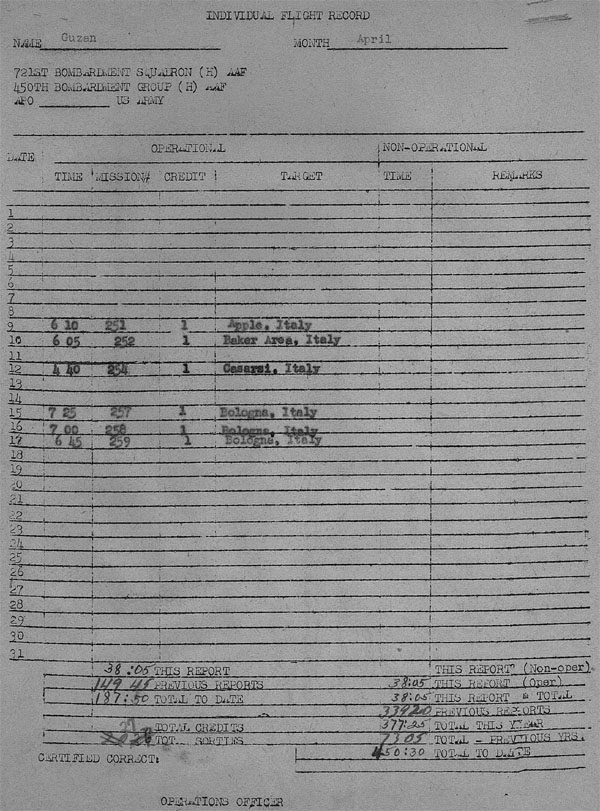 INDIVIDUAL FLIGHT RECORD
NAME Guzen MONTH April
721ST BOMBARDMENT SQUADRON (H) AAF
450TH BOMBARDMENT GROUP (H) AAF
APO US ARMY
DATE OPERATIONAL NON-OPERATIONAL
TIME MISSION# CREDIT TARGET TIME REMARKS
1
2
3
4
5
6
7
8
9 6 10 251 1 Apple, Italy
10 6 05 252 1 Baker Area, Italy
11
12 4 40 254 1 Casarsi, Italy
13
14
15 7 25 257 1 Bologna, Italy
16 7 00 258 1 Bologna, Italy
17 6 45 259 1 Bologna, Italy
18
19
20
21
22
23
24
25
26
27
28
29
30
31
38:05 THIS REPORT THIS REPORT (Non-oper)
149 45 PREVIOUS REPORTS 38:05 THIS REPORT (Oper)
187:50 TOTAL TO DATE 38:05 THIS REPORT & TOTAL
339 20 PREVIOUS REPORTS
27 TOTAL CREDITS 377:25 TOTAL THIS YEAR
TOT. SORTIES 73 05 TOTAL - PREVIOUS YRS.
CERTIFIED CORRECT: 450:30 TOTAL TO DATE
OPERATIONS OFFICER